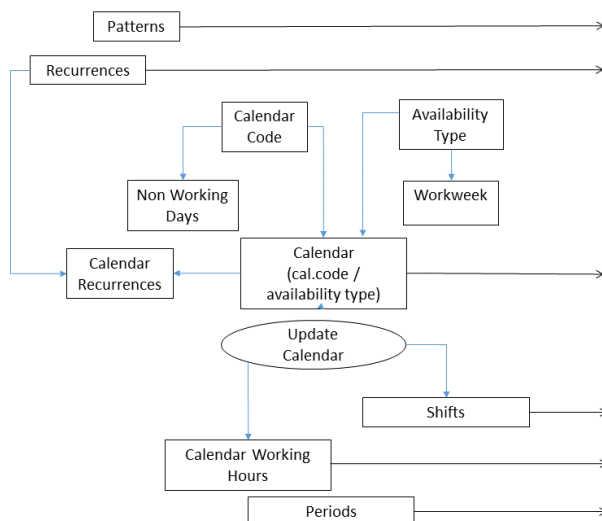 Patterns
Recurrences
Calendar
Code
Availability
Type
Non Working
Days
Workweek
Calendar
Recurrences
Calendar
(cal.code /
availability type)
Update
Calendar
Shifts
Calendar Working
Hours
Periods